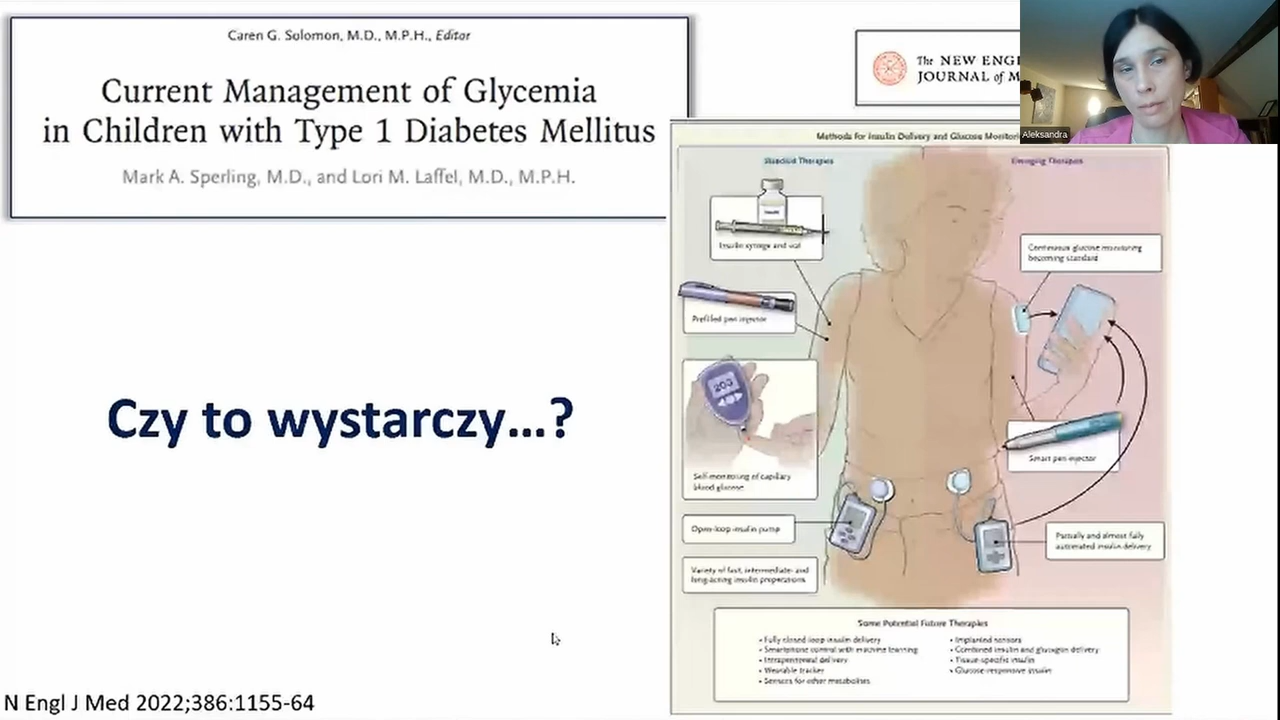 Caren G. Solomon, M.D., M.P.H., Editor
Current Management of Glycemia
in Children with Type 1 Diabetes Mellitus
Mark A. Sperling, M.D., and Lori M. Laffel, M.D., M.P.H.
The NEW ENG
JOURNAL of M
Aleksandra
Methods for Insulin Delivery and Glucose
Standard Therapies
Emerging Therapies
Insulin
Insulin syringe and vial
Continuous glucose monitoring
becoming standard
Prefilled pen injector
203
Czy to wystarczy...?
Smart pen injector
Self-monitoring of capillary
blood glucose
Open-loop insulin pump
Partially and almost fully
automated insulin delivery
Variety of fast, intermediate- and
long-acting insulin preparations
Some Potential Future Therapies
• Fully closed loop insulin delivery
• Smartphone control with machine learning
• Intraperitoneal delivery
• Wearable tracker
• Sensors for other metabolites
• Implanted sensors
• Combined insulin and glucagon delivery
• Tissue-specific insulin
• Glucose-responsive insulin
N Engl J Med 2022;386:1155-64